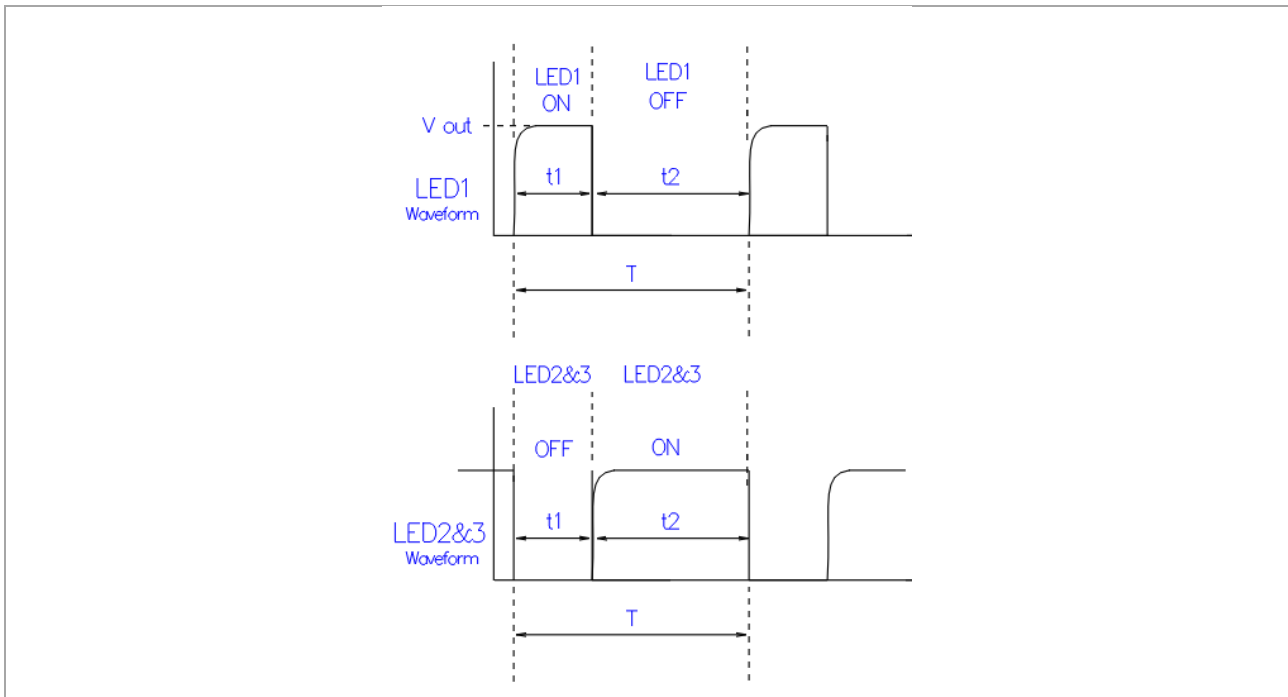 LED1 LED1
ON OFF
V out
t1 t2
LED1
Waveform
T
LED2&3 LED2&3
OFF ON
t1 t2
LED2&3
Waveform
T